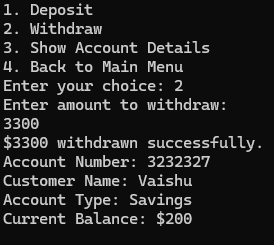 1. Deposit
2. Withdraw
3. Show Account Details
4. Back to Main Menu
Enter your choice: 2
Enter amount to withdraw:
3300
$3300 withdrawn successfully.
Account Number: 3232327
Customer Name: Vaishu
Account Type: Savings
Current Balance: $200